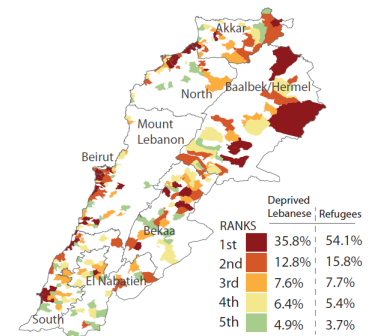 Akkar
North
Baalbek/Hermel
Mount
Lebanon
Beirut
Bekaa
El Nabatieh
South
Deprived
RANKS Lebanese Refugees
1st 35.8% 54.1%
2nd 12.8% 15.8%
3rd 7.6% 7.7%
4th 6.4% 5.4%
5th 4.9% 3.7%